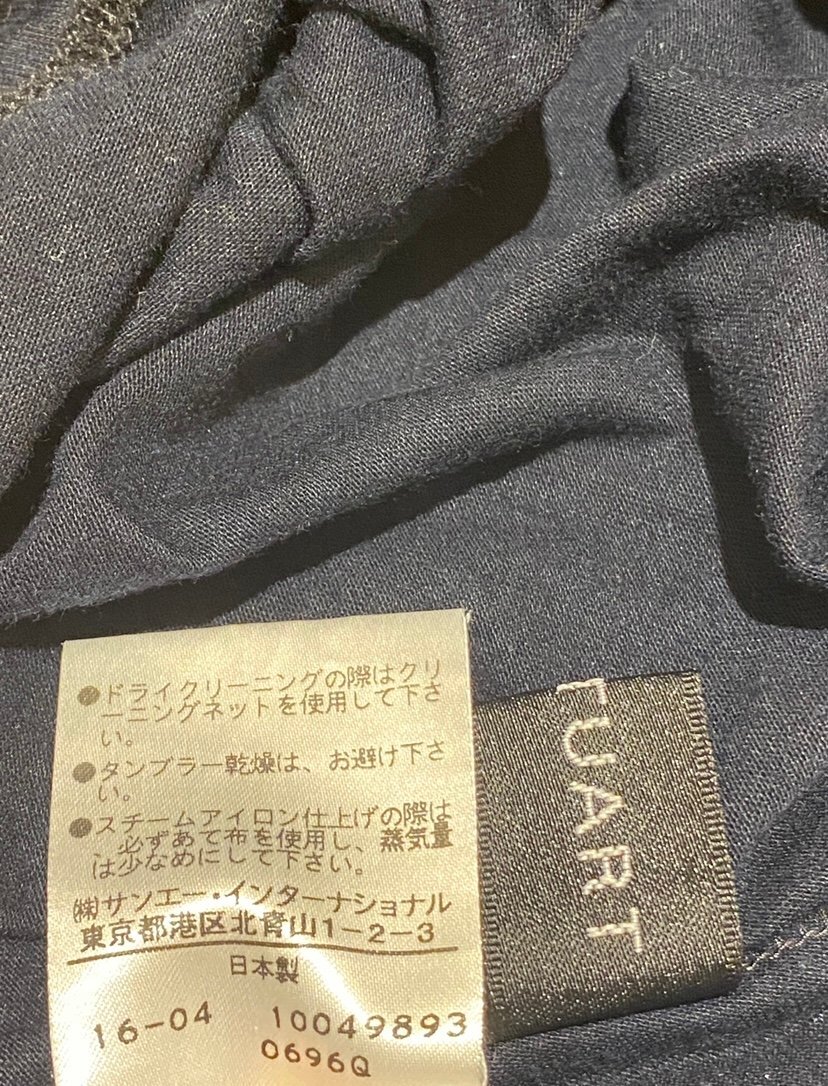 ●ドライクリーニングの際はクリ
ーニングネットを使用して下さ
い。
●タンブラー乾燥は、お避け下さ
い。
●スチームアイロン仕上げの際は
必ずあて布を使用し、蒸気量
は少なめにして下さい。
㈱サンエー・インターナショナル
東京都港区北青山1-2-3
日本製
16-04 10049893
0696Q
TUART